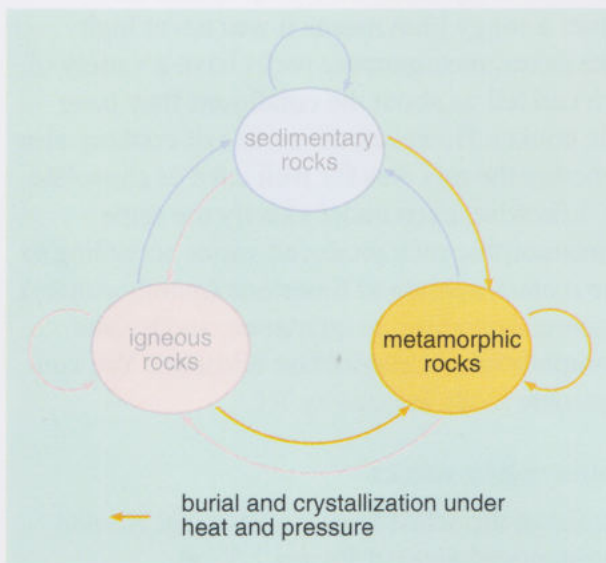 sedimentary
rocks
igneous
rocks
metamorphic
rocks
burial and crystallization under
heat and pressure